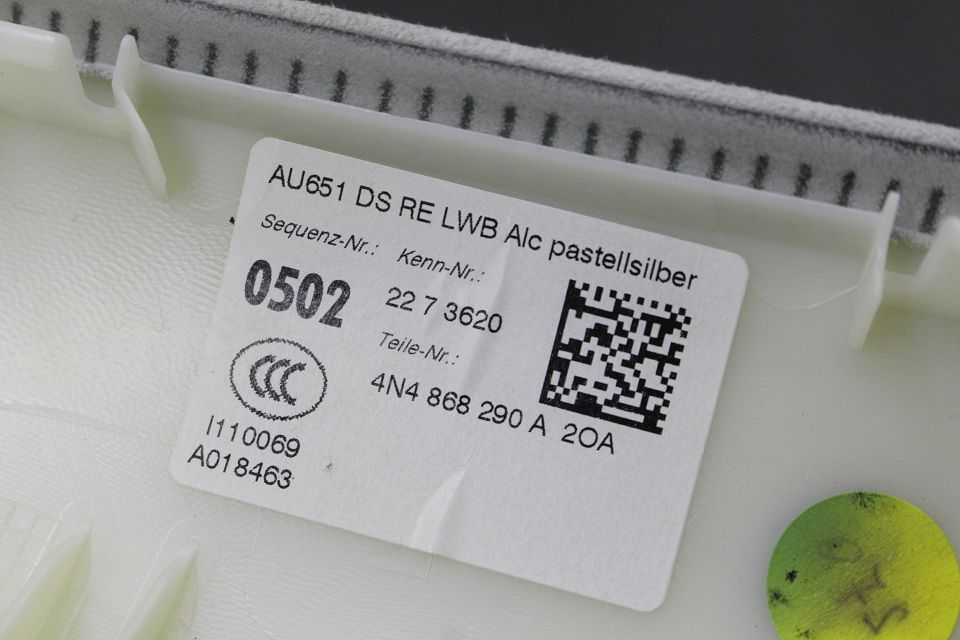 AU651 DS RE LWB Alc pastellsilber
Sequenz-Nr.: Kenn-Nr.:
0502 22 7 3620
Teile-Nr.:
4N4 868 290 A 2OA
CCC
I110069
A018463